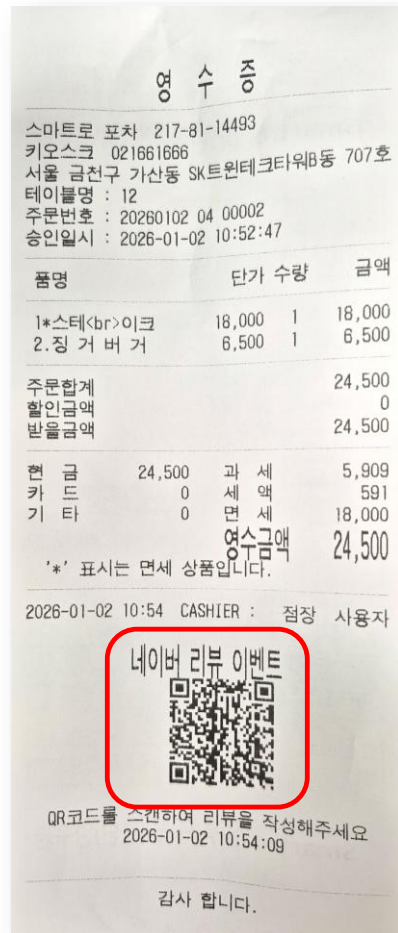 영 수 증
스마트로 포차 217-81-14493
키오스크 021661666
서울 금천구 가산동 SK트윈테크타워B동 707호
테이블명 : 12
주문번호 : 20260102 04 00002
승인일시 : 2026-01-02 10:52:47
품명 단가 수량 금액
1*스테<br>이크 18,000 1 18,000
2.징 거 버 거 6,500 1 6,500
주문합계 24,500
할인금액 0
받을금액 24,500
현 금 24,500 과 세 5,909
카 드 0 세 액 591
기 타 0 면 세 18,000
영수금액 24,500
'*' 표시는 면세 상품입니다.
2026-01-02 10:54 CASHIER : 점장 사용자
네이버 리뷰 이벤트
QR코드를 스캔하여 리뷰을 작성해주세요
2026-01-02 10:54:09
감사 합니다.